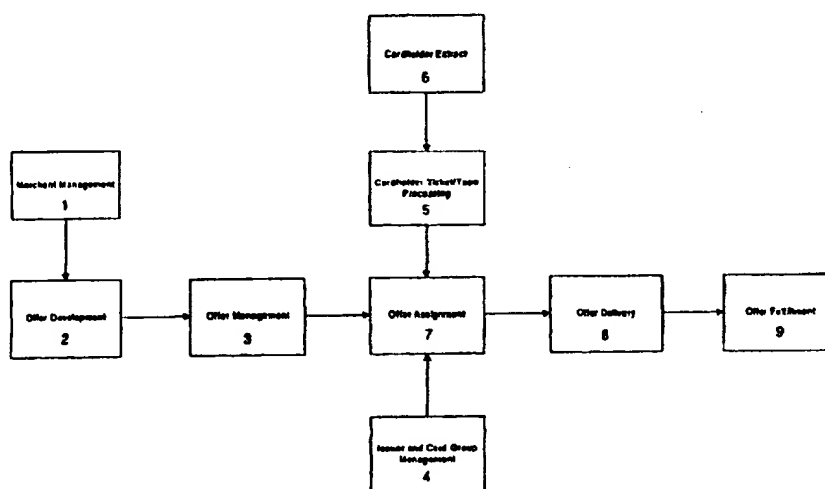 Cardholder Extract
6
Merchant Management
1
Cardholder Ticket/Tape
Processing
5
Offer Development
2
Offer Management
3
Offer Assignment
7
Offer Delivery
8
Offer Fulfillment
9
Issuer and Card Group
Management
4